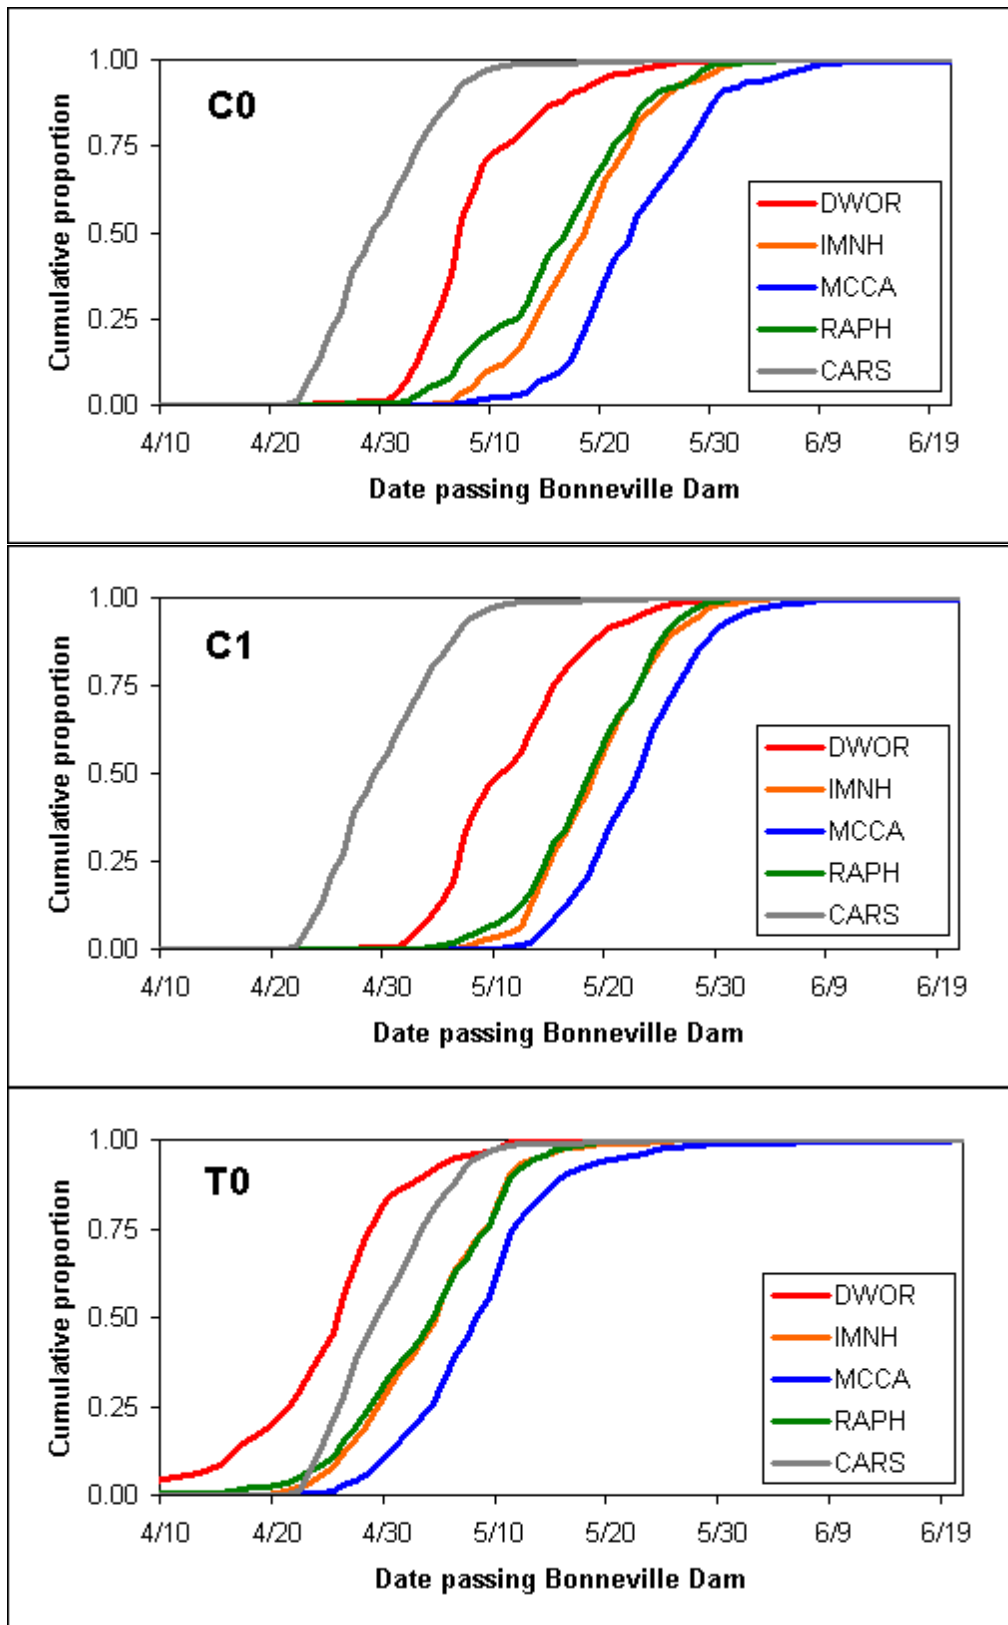 C0
Cumulative proportion
1.00
0.75
0.50
0.25
0.00
DWOR
IMNH
MCCA
RAPH
CARS
4/10 4/20 4/30 5/10 5/20 5/30 6/9 6/19
Date passing Bonneville Dam
C1
Cumulative proportion
1.00
0.75
0.50
0.25
0.00
DWOR
IMNH
MCCA
RAPH
CARS
4/10 4/20 4/30 5/10 5/20 5/30 6/9 6/19
Date passing Bonneville Dam
T0
Cumulative proportion
1.00
0.75
0.50
0.25
0.00
DWOR
IMNH
MCCA
RAPH
CARS
4/10 4/20 4/30 5/10 5/20 5/30 6/9 6/19
Date passing Bonneville Dam